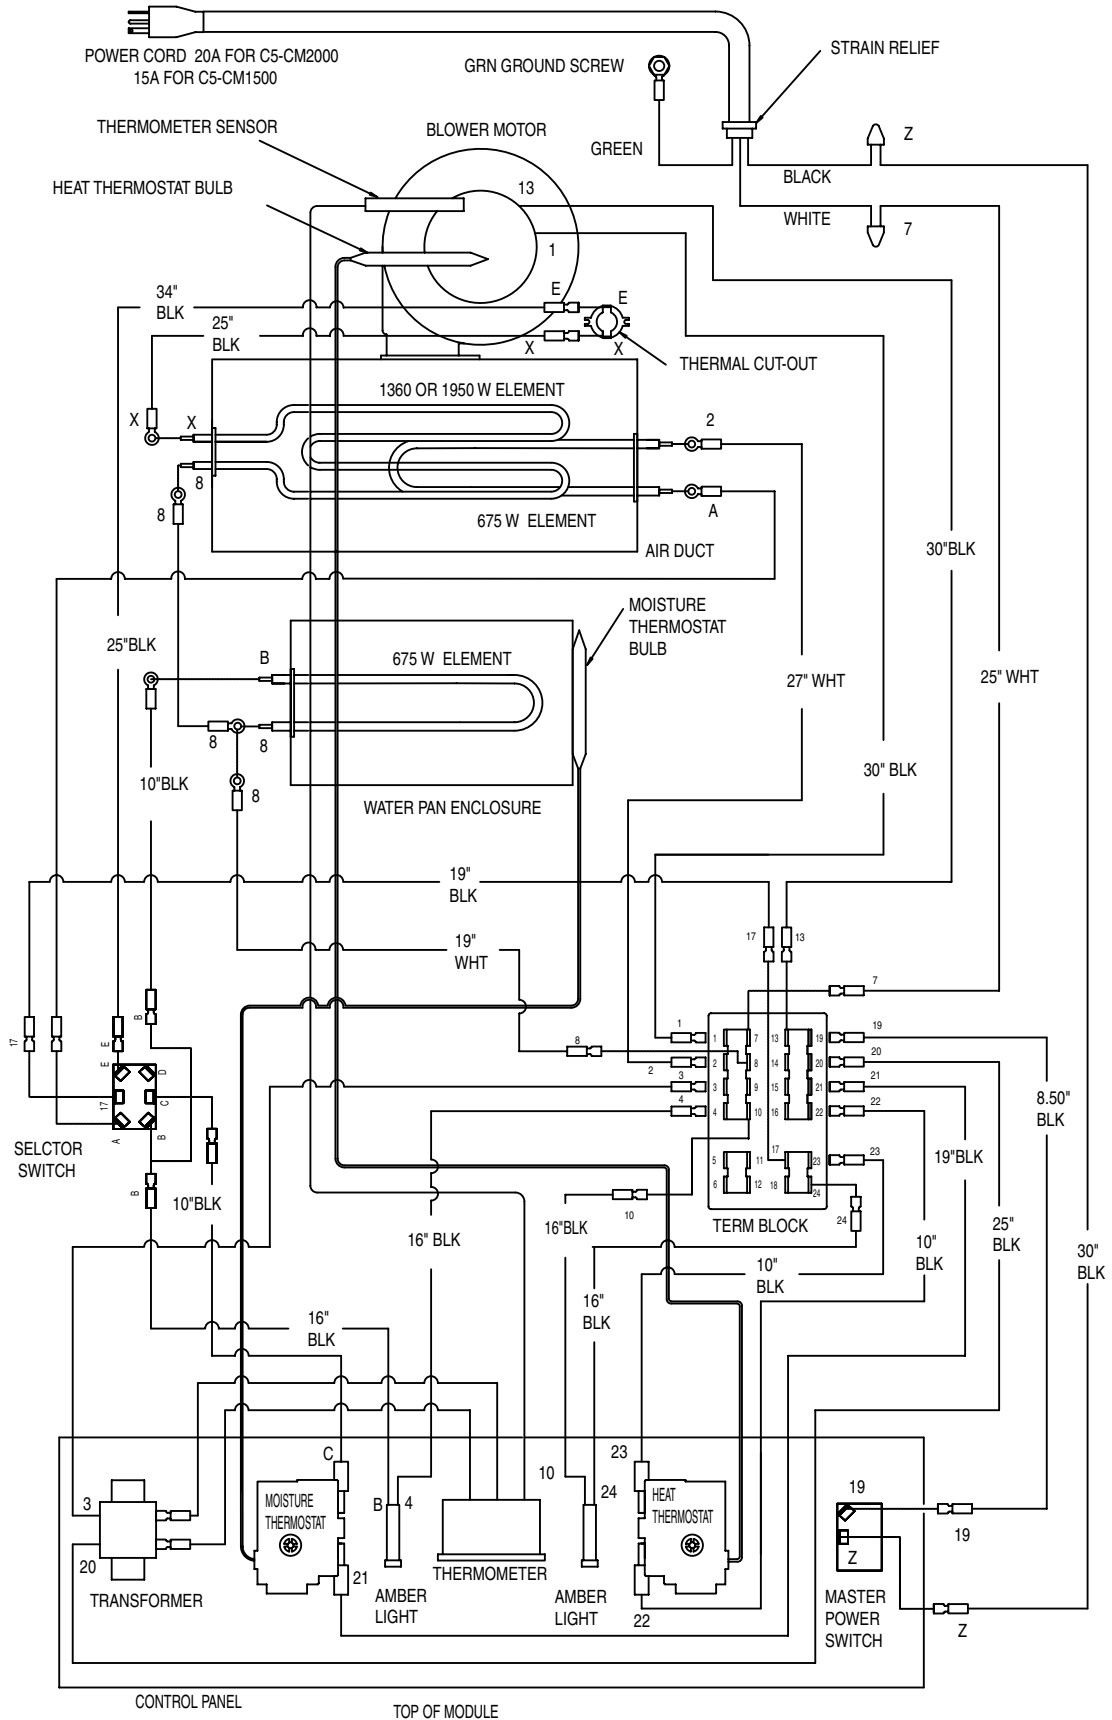 POWER CORD  20A FOR C5-CM2000
15A FOR C5-CM1500
GRN GROUND SCREW
STRAIN RELIEF
THERMOMETER SENSOR
BLOWER MOTOR
GREEN
Z
BLACK
HEAT THERMOSTAT BULB
13
WHITE
7
1
34"
BLK
E
E
25"
BLK
X
X
THERMAL CUT-OUT
1360 OR 1950 W ELEMENT
X
X
2
8
8
A
675 W  ELEMENT
AIR DUCT
30"BLK
MOISTURE
THERMOSTAT
BULB
25"BLK
B
675 W  ELEMENT
27" WHT
25" WHT
8
8
10"BLK
8
30" BLK
WATER PAN ENCLOSURE
19"
BLK
17
13
19"
WHT
7
17
B
E
1
1
7
13
19
19
8
E
D
2
2
8
14
20
20
3
3
9
15
21
21
17
C
4
4
10
16
22
22
8.50"
BLK
A
B
SELCTOR
SWITCH
17
5
11
23
23
19"BLK
B
6
12
18
24
10"BLK
10
24
TERM BLOCK
16"BLK
16" BLK
10"
BLK
25"
BLK
30"
BLK
10"
BLK
16"
BLK
16"
BLK
C
23
3
MOISTURE
THERMOSTAT
B
4
10
24
HEAT
THERMOSTAT
19
19
20
Z
21
TRANSFORMER
THERMOMETER
AMBER
LIGHT
AMBER
LIGHT
22
MASTER
POWER
SWITCH
Z
CONTROL PANEL
TOP OF MODULE